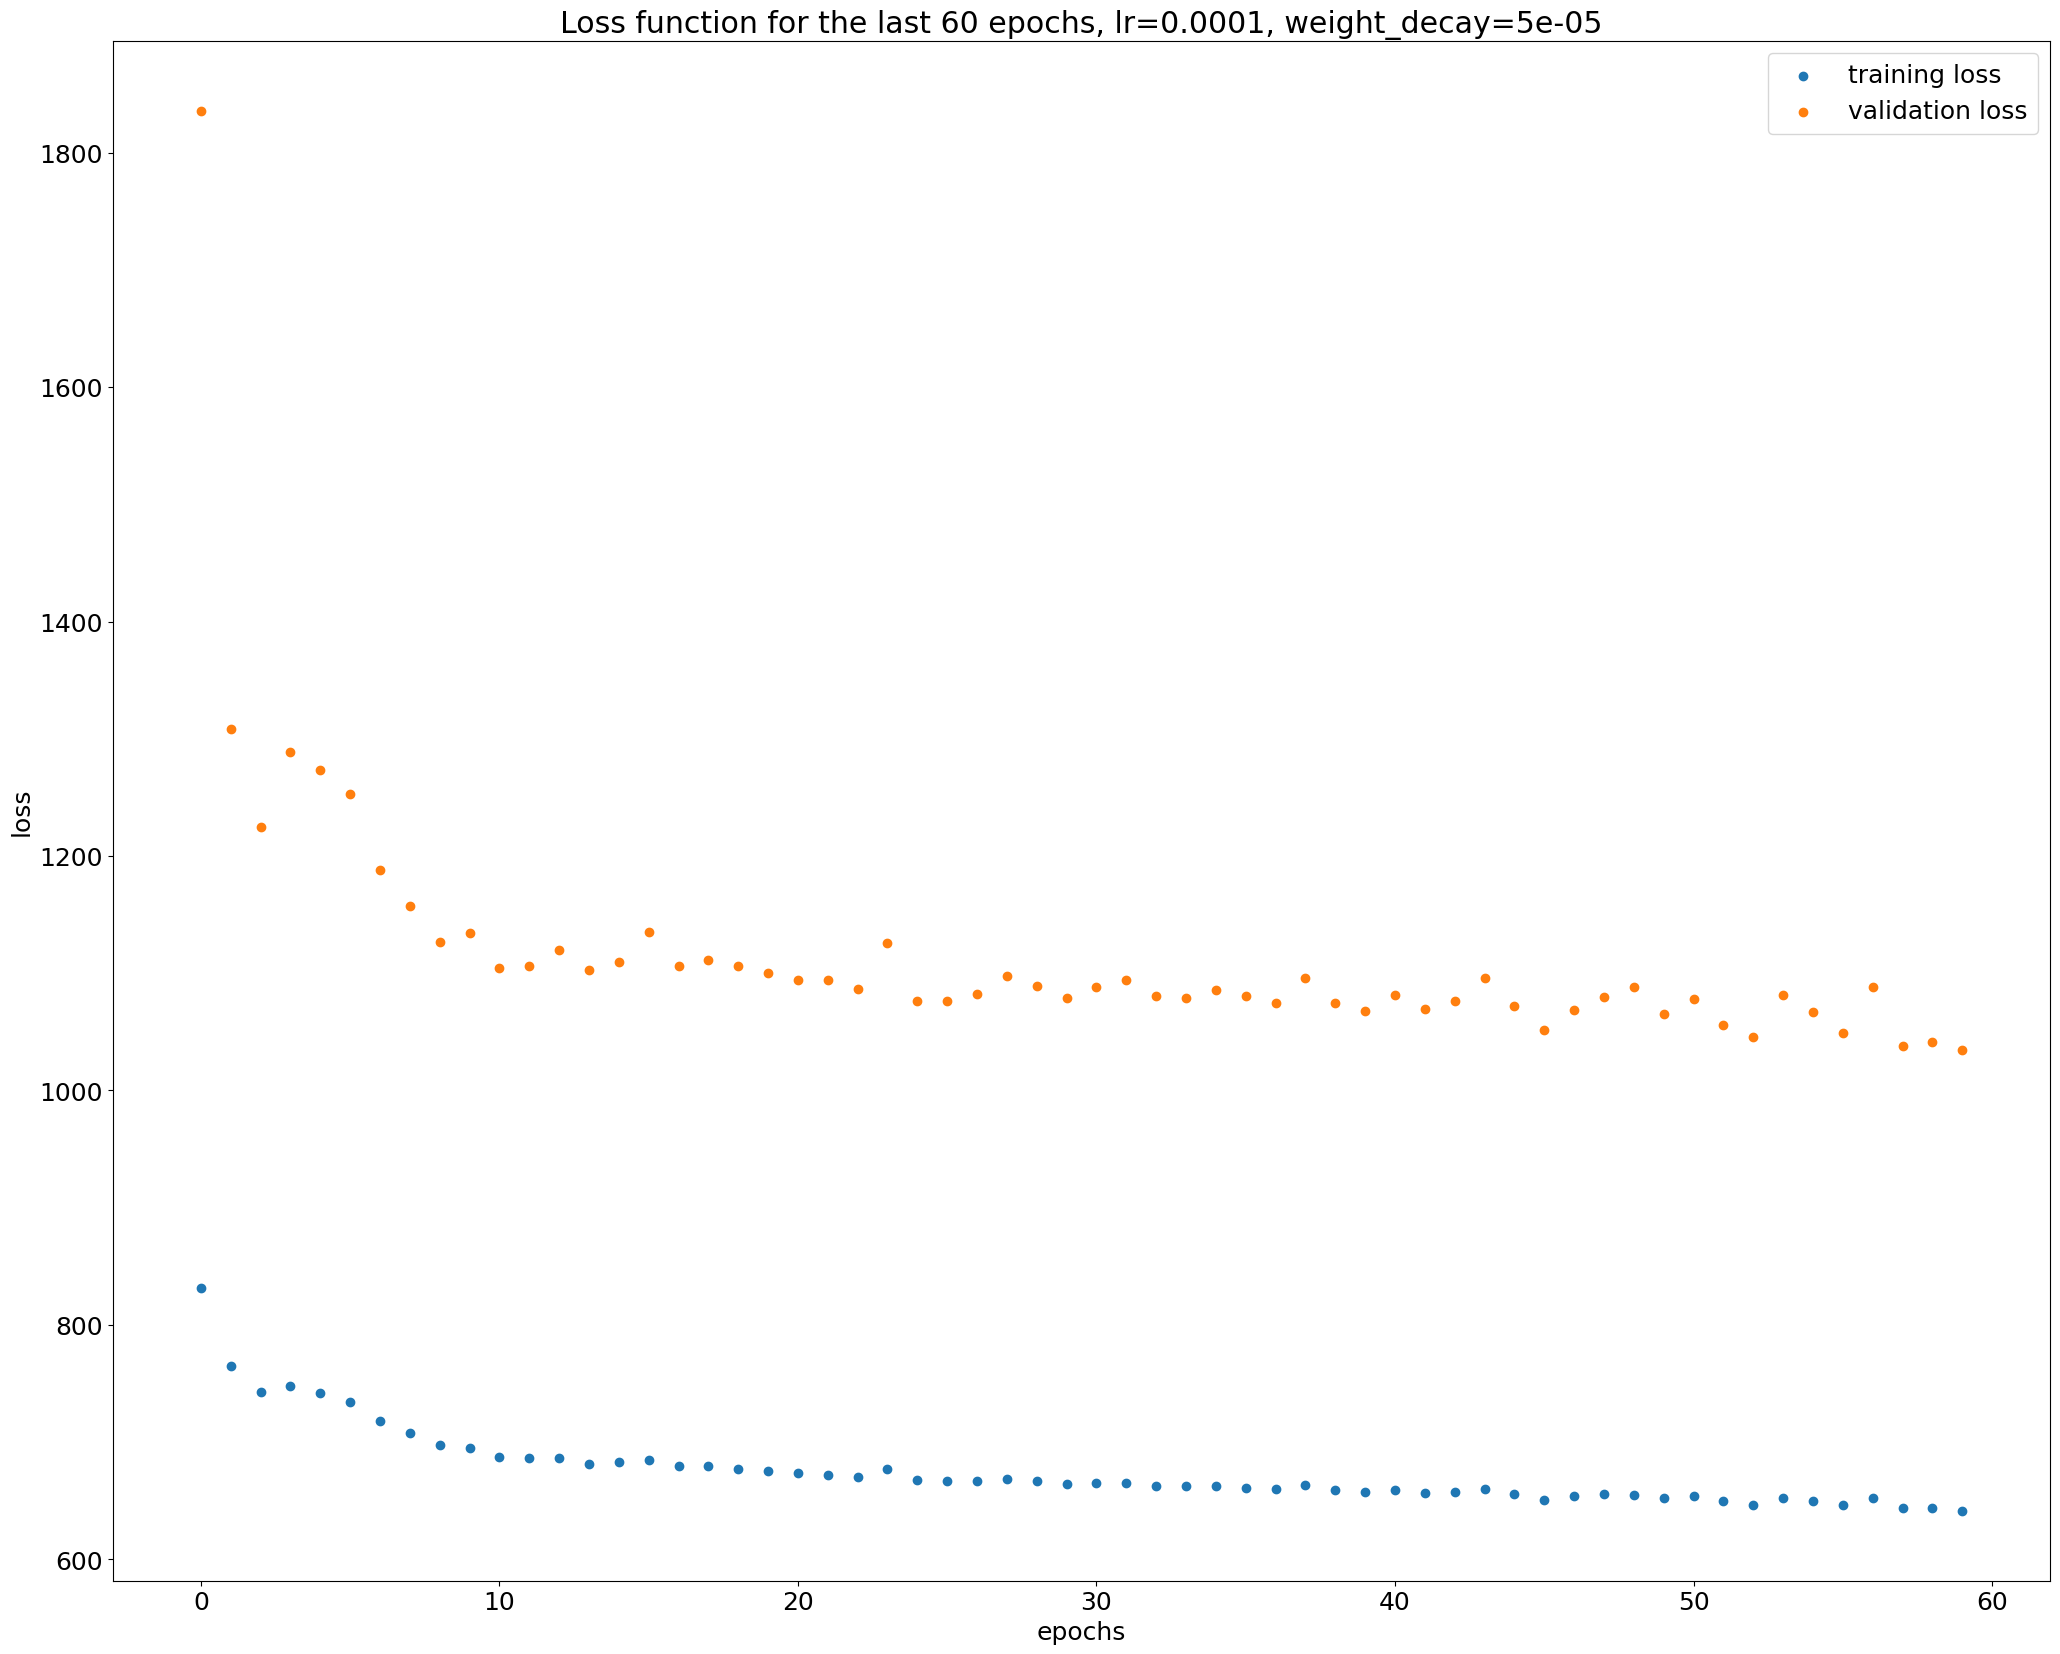 Loss function for the last 60 epochs, lr=0.0001, weight_decay=5e-05
training loss
validation loss
1800
1600
1400
1200
1000
800
600
loss
0 10 20 30 40 50 60
epochs